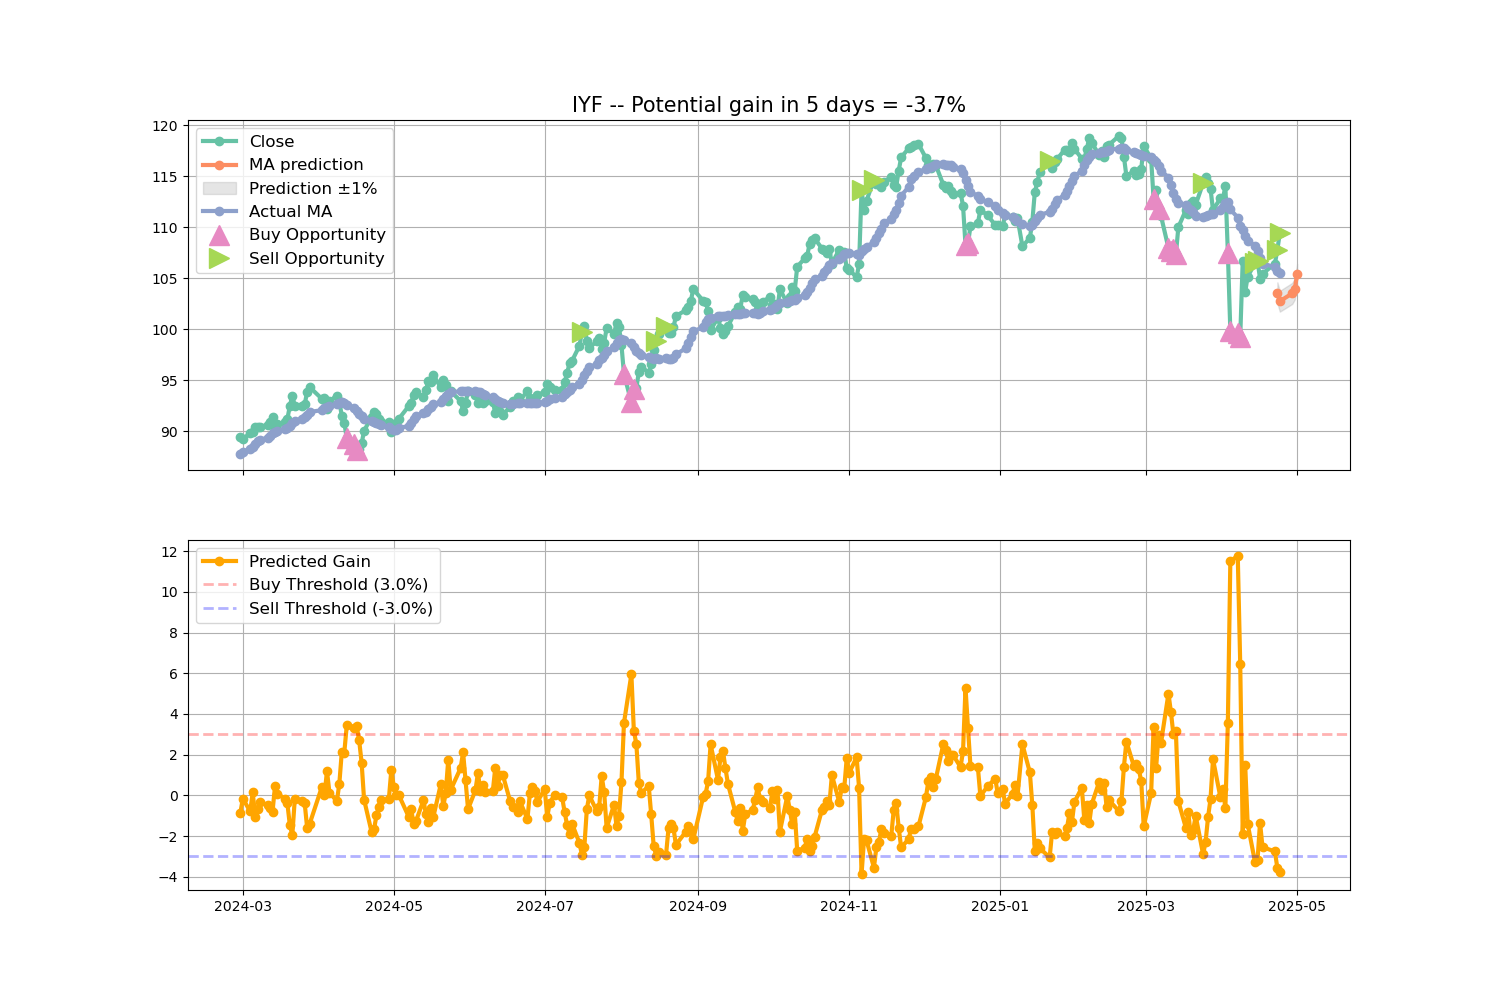 IYF -- Potential gain in 5 days = -3.7%
120
115
110
105
100
95
90
Close
MA prediction
Prediction ±1%
Actual MA
Buy Opportunity
Sell Opportunity
12
10
8
6
4
2
0
−2
−4
Predicted Gain
Buy Threshold (3.0%)
Sell Threshold (-3.0%)
2024-03
2024-05
2024-07
2024-09
2024-11
2025-01
2025-03
2025-05